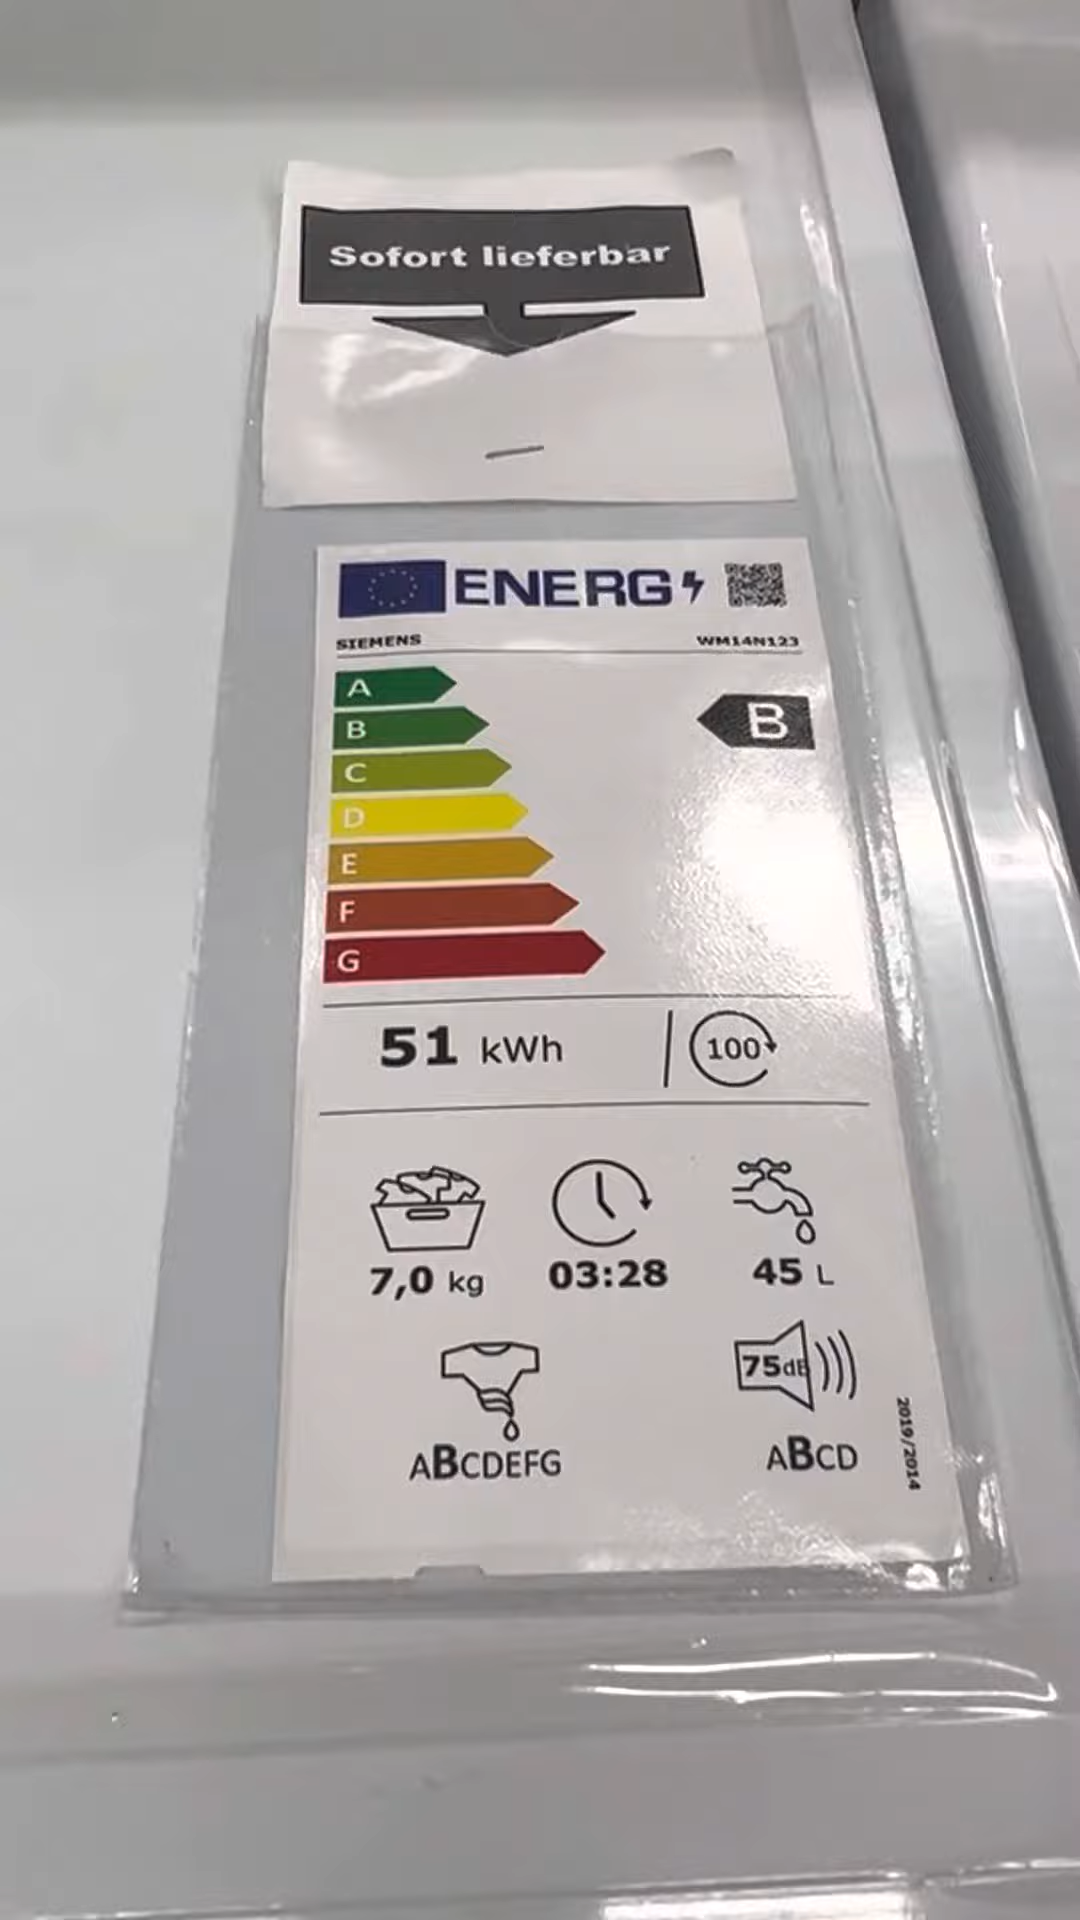 Sofort lieferbar
ENERG
SIEMENS WM14N123
A
B
B
C
D
E
F
G
51 kWh 100
7,0 kg 03:28 45 L
75dB
ABCDEFG ABCD
2019/2014